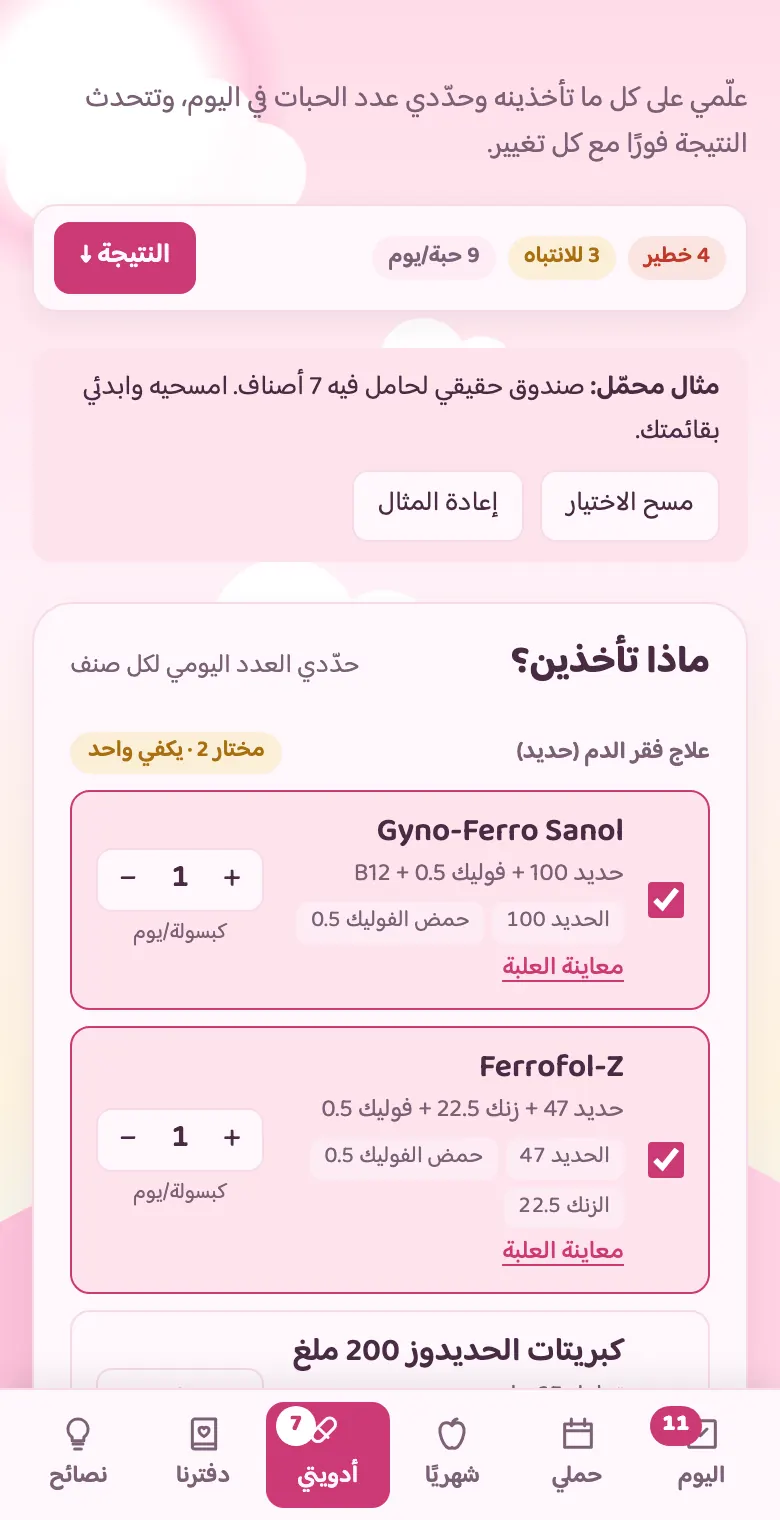 علّمي على كل ما تأخذينه وحدّدي عدد الحبات في اليوم، وتتحدث
النتيجة فورًا مع كل تغيير.
4 خطير
3 للانتباه
9 حبة/يوم
النتيجة ↓
مثال محمّل: صندوق حقيقي لحامل فيه 7 أصناف. امسحيه وابدئي
بقائمتك.
مسح الاختيار
إعادة المثال
ماذا تأخذين؟
حدّدي العدد اليومي لكل صنف
علاج فقر الدم (حديد)
مختار 2 · يكفي واحد
Gyno-Ferro Sanol
حديد 100 + فوليك 0.5 + B12
الحديد 100
حمض الفوليك 0.5
معاينة العلبة
+ 1 −
كبسولة/يوم
Ferrofol-Z
حديد 47 + زنك 22.5 + فوليك 0.5
الحديد 47
حمض الفوليك 0.5
الزنك 22.5
معاينة العلبة
+ 1 −
كبسولة/يوم
كبريتات الحديدوز 200 ملغ
11
اليوم
حملي
شهريًا
7
أدويتي
دفترنا
نصائح